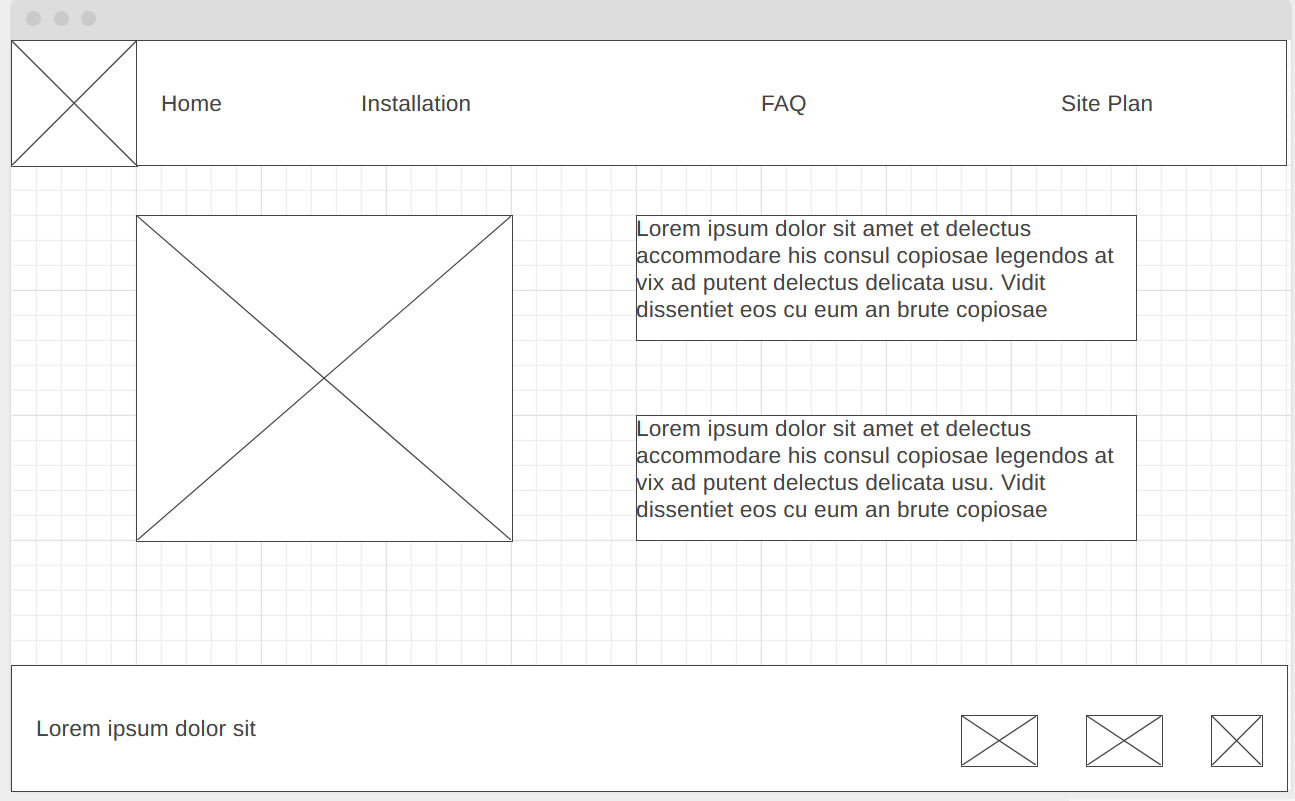 Home Installation FAQ Site Plan
Lorem ipsum dolor sit amet et delectus
accommodare his consul copiosae legendos at
vix ad putent delectus delicata usu. Vidit
dissentiet eos cu eum an brute copiosae
Lorem ipsum dolor sit amet et delectus
accommodare his consul copiosae legendos at
vix ad putent delectus delicata usu. Vidit
dissentiet eos cu eum an brute copiosae
Lorem ipsum dolor sit